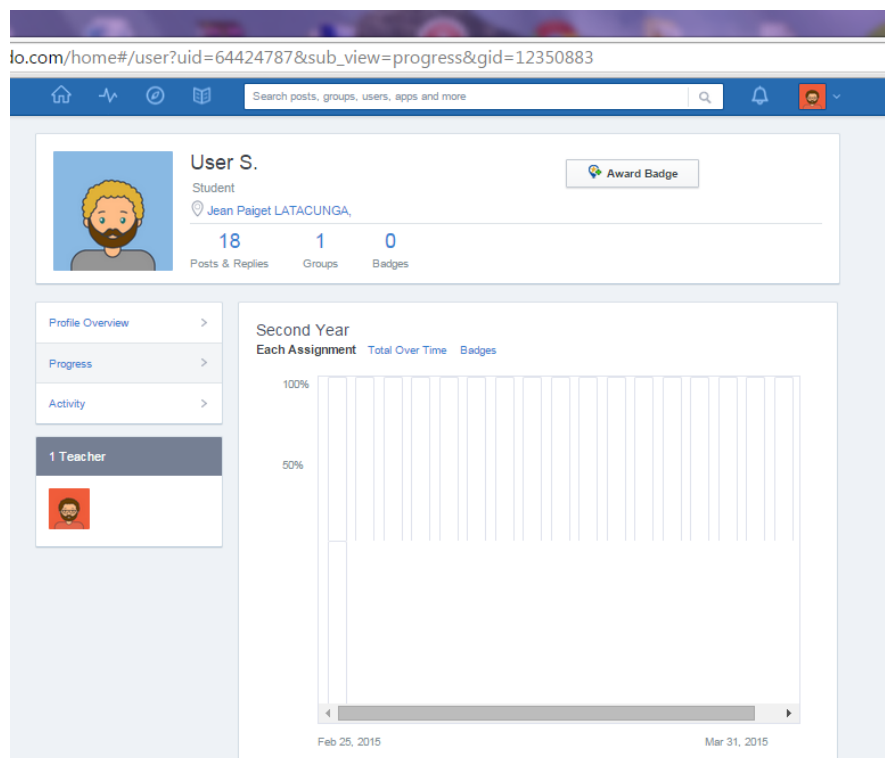 do.com/home#/user?uid=64424787&sub_view=progress&gid=12350883
Search posts, groups, users, apps and more
User S.
Student
Award Badge
Jean Paiget LATACUNGA,
18 1 0
Posts & Replies Groups Badges
Profile Overview
Progress
Activity
1 Teacher
Second Year
Each Assignment Total Over Time Badges
100%
50%
Feb 25, 2015 Mar 31, 2015